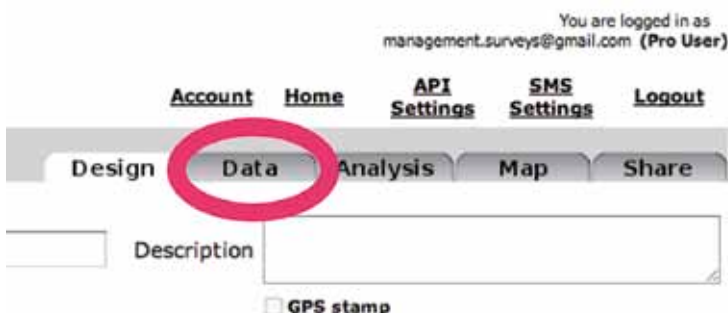 You are logged in as
management.surveys@gmail.com (Pro User)
Account Home API Settings SMS Settings Logout
Design Data Analysis Map Share
Description
GPS stamp